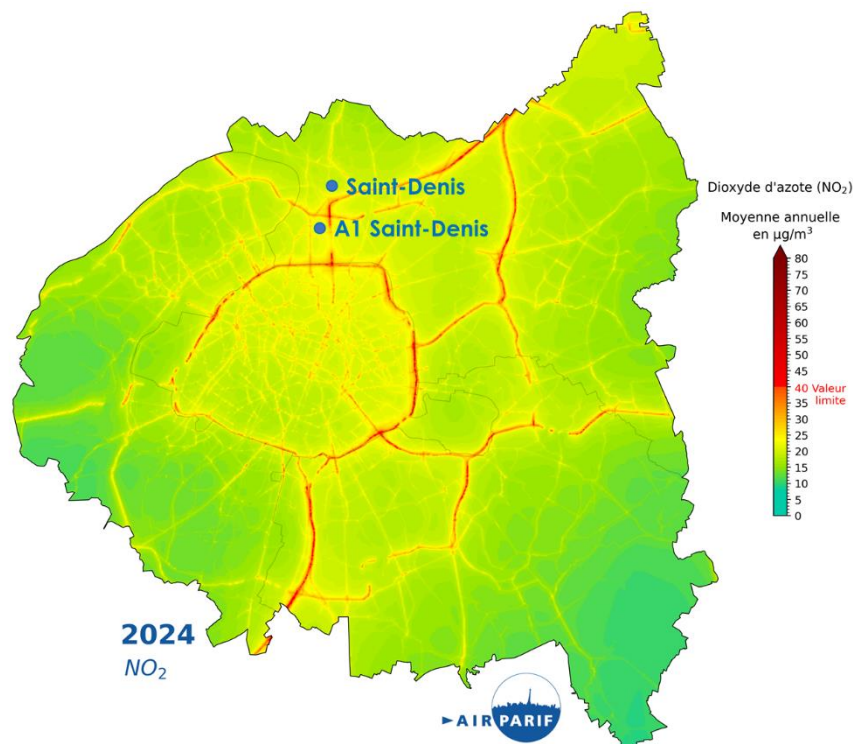 Saint-Denis
A1 Saint-Denis
Dioxyde d'azote (NO₂)
Moyenne annuelle
en µg/m³
80
75
70
65
60
55
50
45
40 Valeur
limite
35
30
25
20
15
10
5
0
2024
NO₂
AIRPARIF